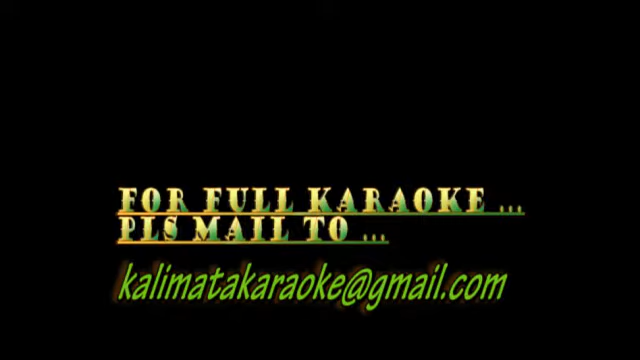 FOR FULL KARAOKE ...
PLS MAIL TO ...
kalimatakaraoke@gmail.com